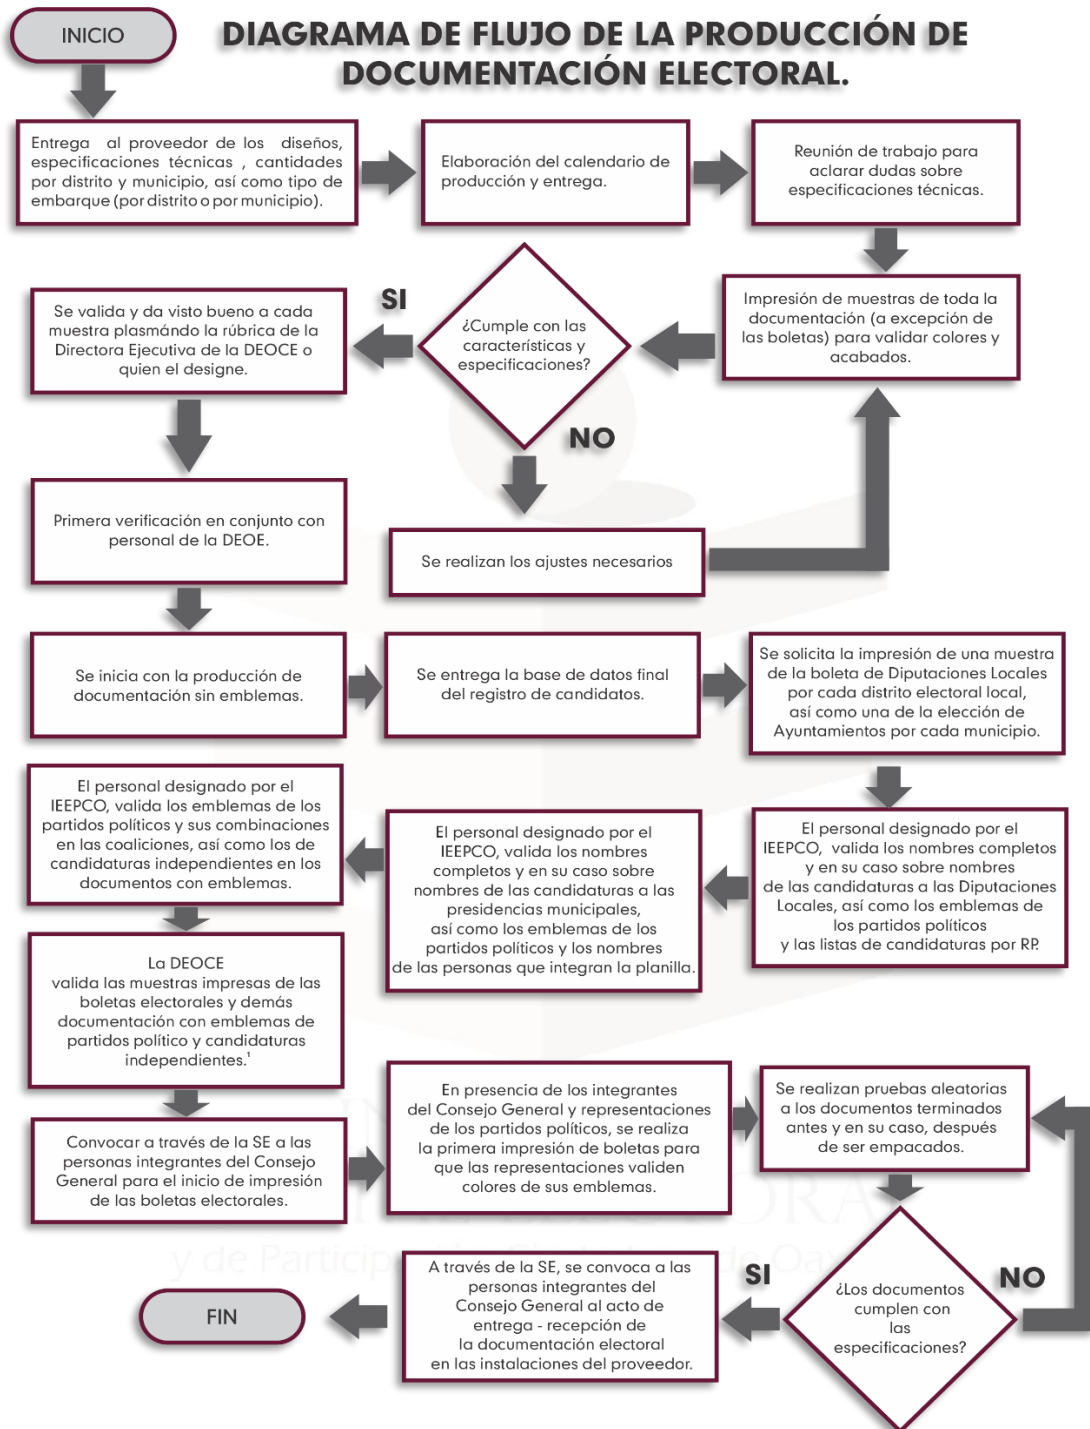 INICIO
DIAGRAMA DE FLUJO DE LA PRODUCCIÓN DE
DOCUMENTACIÓN ELECTORAL.
Entrega al proveedor de los diseños,
especificaciones técnicas , cantidades
por distrito y municipio, así como tipo de
embarque (por distrito o por municipio).
Elaboración del calendario de
producción y entrega.
Reunión de trabajo para
aclarar dudas sobre
especificaciones técnicas.
Impresión de muestras de toda la
documentación (a excepción de
las boletas) para validar colores y
acabados.
¿Cumple con las
características y
especificaciones?
SI
NO
Se valida y da visto bueno a cada
muestra plasmándo la rúbrica de la
Directora Ejecutiva de la DEOCE o
quien el designe.
Se realizan los ajustes necesarios
Primera verificación en conjunto con
personal de la DEOE.
Se inicia con la producción de
documentación sin emblemas.
Se entrega la base de datos final
del registro de candidatos.
Se solicita la impresión de una muestra
de la boleta de Diputaciones Locales
por cada distrito electoral local,
así como una de la elección de
Ayuntamientos por cada municipio.
El personal designado por el
IEEPCO, valida los nombres completos
y en su caso sobre nombres
de las candidaturas a las Diputaciones
Locales, así como los emblemas de
los partidos políticos
y las listas de candidaturas por RP.
El personal designado por el
IEEPCO, valida los nombres
completos y en su caso sobre
nombres de las candidaturas a las
presidencias municipales,
así como los emblemas de los
partidos políticos y los nombres
de las personas que integran la planilla.
El personal designado por el
IEEPCO, valida los emblemas de los
partidos políticos y sus combinaciones
en las coaliciones, así como los de
candidaturas independientes en los
documentos con emblemas.
La DEOCE
valida las muestras impresas de las
boletas electorales y demás
documentación con emblemas de
partidos político y candidaturas
independientes.¹
Convocar a través de la SE a las
personas integrantes del Consejo
General para el inicio de impresión
de las boletas electorales.
En presencia de los integrantes
del Consejo General y representaciones
de los partidos políticos, se realiza
la primera impresión de boletas para
que las representaciones validen
colores de sus emblemas.
Se realizan pruebas aleatorias
a los documentos terminados
antes y en su caso, después
de ser empacados.
¿Los documentos
cumplen con
las
especificaciones?
SI
NO
A través de la SE, se convoca a las
personas integrantes del
Consejo General al acto de
entrega - recepción de
la documentación electoral
en las instalaciones del proveedor.
FIN
y de Particip